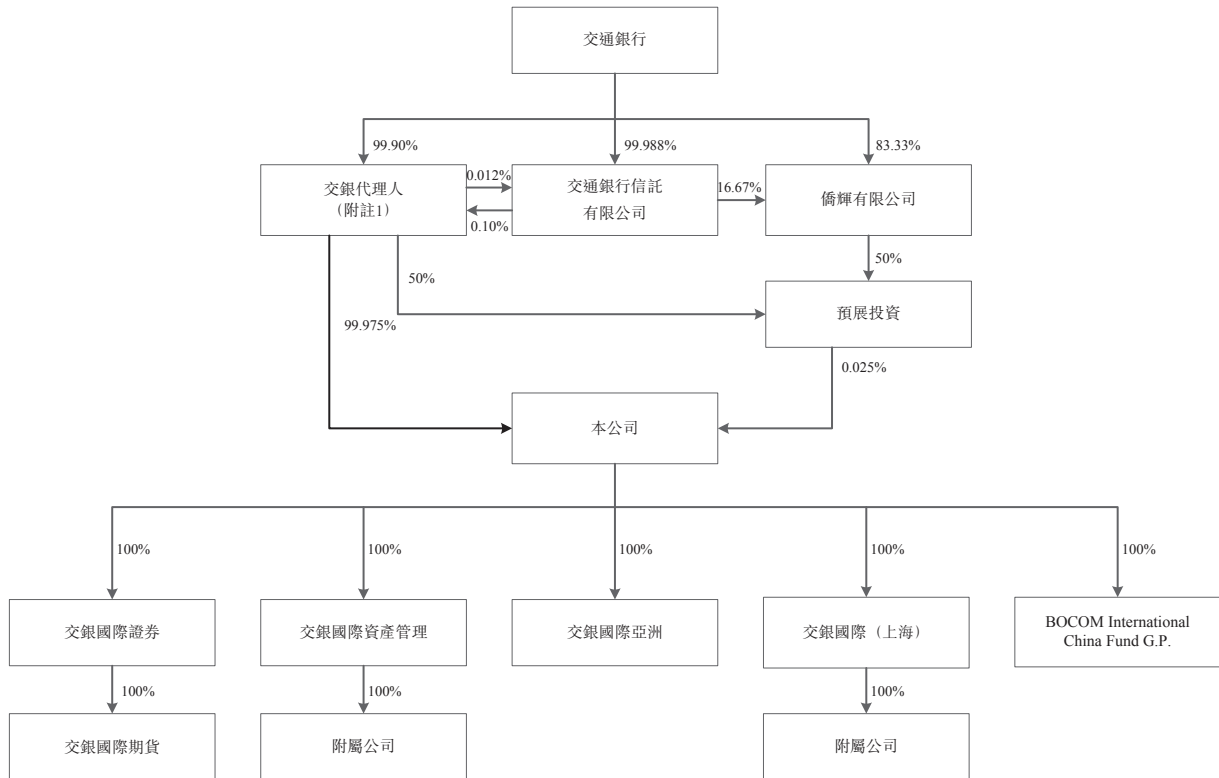 交通銀行
99.90%
99.988%
83.33%
交銀代理人
（附註1）
0.012%
0.10%
交通銀行信託
有限公司
16.67%
僑輝有限公司
50%
50%
預展投資
99.975%
0.025%
本公司
100%
100%
100%
100%
100%
交銀國際證券
交銀國際資產管理
交銀國際亞洲
交銀國際（上海）
BOCOM International
China Fund G.P.
100%
100%
100%
交銀國際期貨
附屬公司
附屬公司